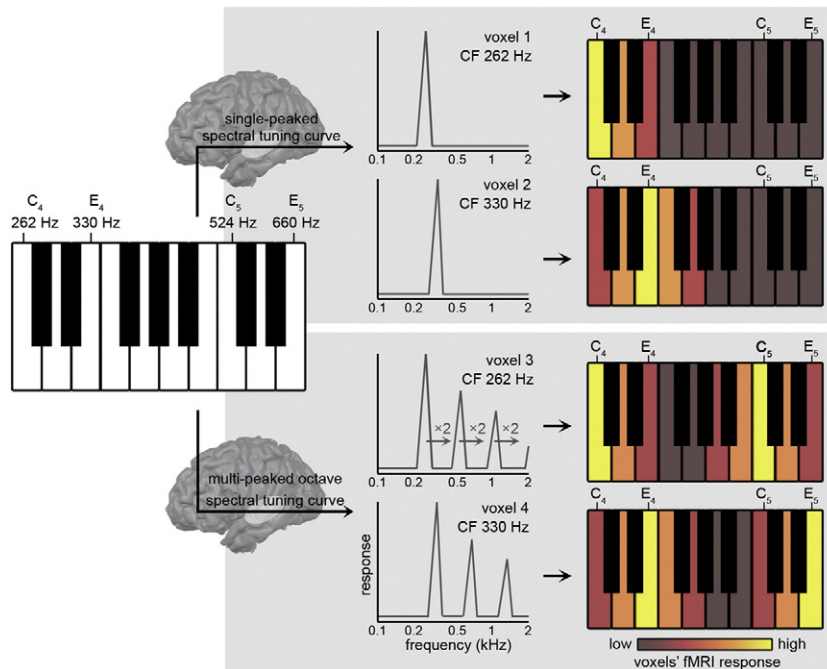 voxel 1
CF 262 Hz
C4 E4 C5 E5
single-peaked
spectral tuning curve
0.1 0.2 0.5 1 2
voxel 2
CF 330 Hz
C4 E4 C5 E5
0.1 0.2 0.5 1 2
C4 E4 C5 E5
262 Hz 330 Hz 524 Hz 660 Hz
voxel 3
CF 262 Hz
×2 ×2 ×2
C4 E4 C5 E5
0.1 0.2 0.5 1 2
multi-peaked octave
spectral tuning curve
voxel 4
CF 330 Hz
C4 E4 C5 E5
response
0.1 0.2 0.5 1 2
frequency (kHz)
low high
voxels' fMRI response